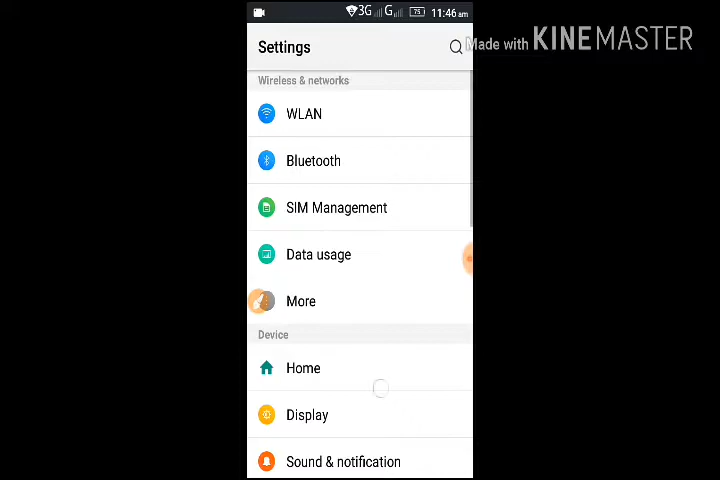 3G G 75 11:46 am
Settings
Made with KINEMASTER
Wireless & networks
WLAN
Bluetooth
SIM Management
Data usage
More
Device
Home
Display
Sound & notification